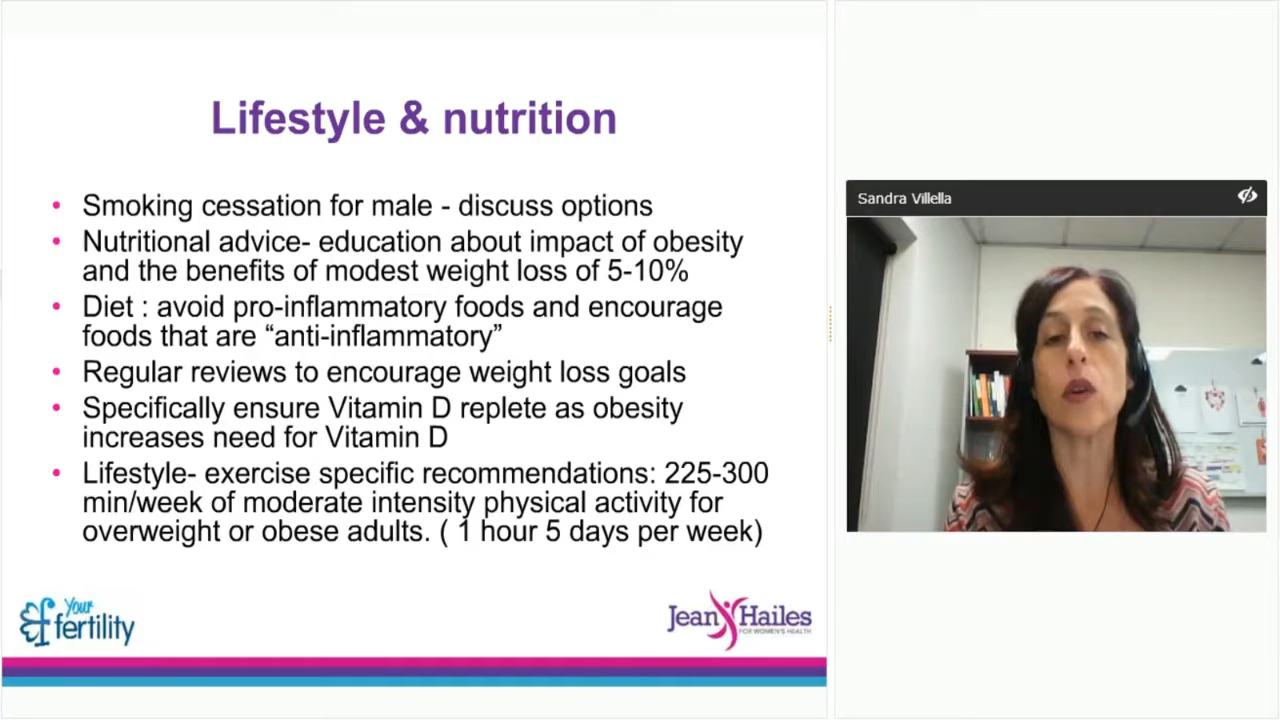 Lifestyle & nutrition
• Smoking cessation for male - discuss options
• Nutritional advice- education about impact of obesity
and the benefits of modest weight loss of 5-10%
• Diet : avoid pro-inflammatory foods and encourage
foods that are “anti-inflammatory”
• Regular reviews to encourage weight loss goals
• Specifically ensure Vitamin D replete as obesity
increases need for Vitamin D
• Lifestyle- exercise specific recommendations: 225-300
min/week of moderate intensity physical activity for
overweight or obese adults. ( 1 hour 5 days per week)
Your
fertility
Jean Hailes
FOR WOMEN'S HEALTH
Sandra Villella